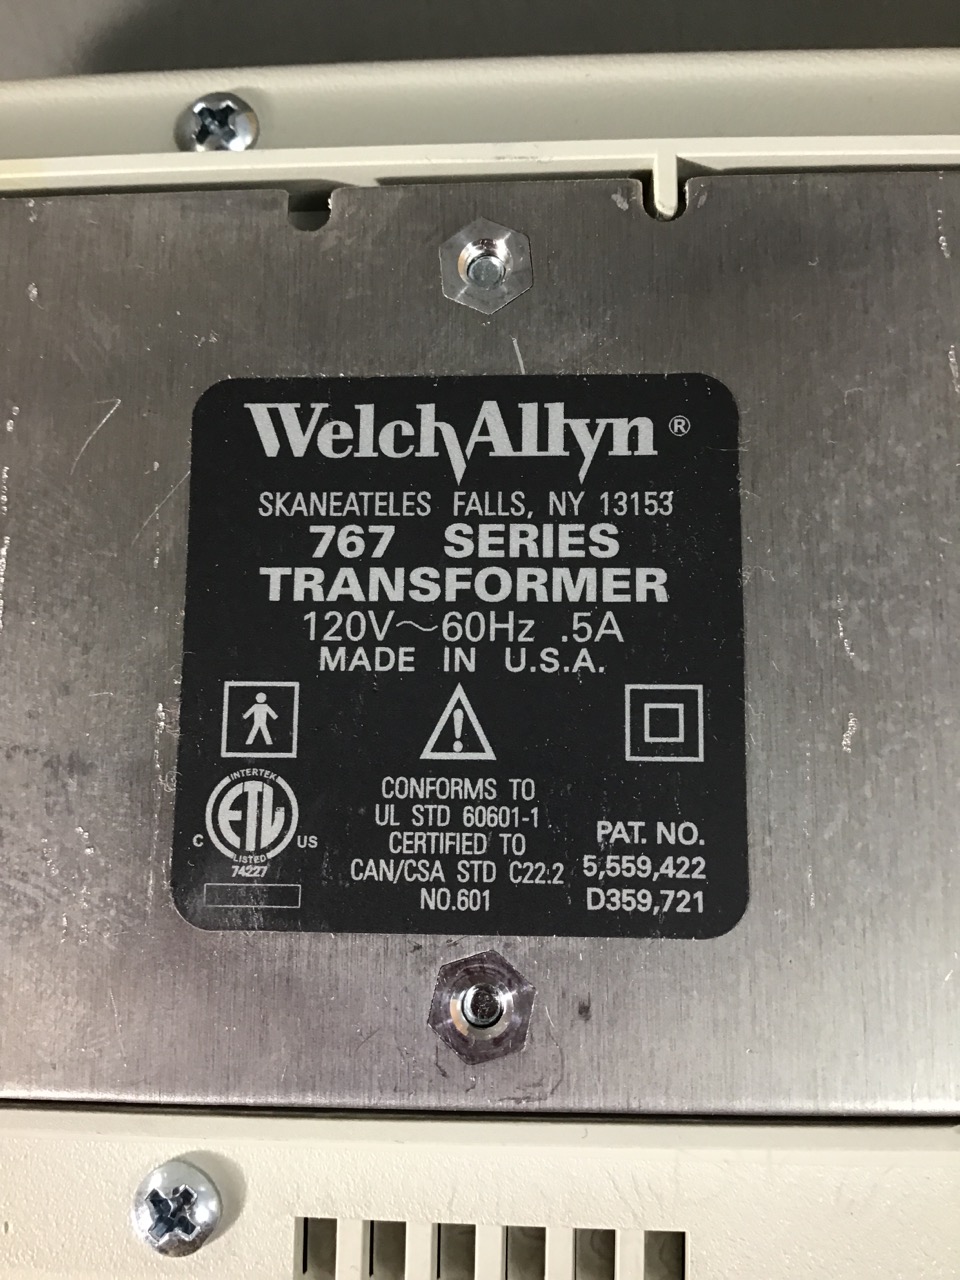 WelchAllyn®
SKANEATELES FALLS, NY 13153
767 SERIES
TRANSFORMER
120V~60Hz .5A
MADE IN U.S.A.
INTERTEK
ETL
C US
LISTED
74227
CONFORMS TO
UL STD 60601-1
CERTIFIED TO
CAN/CSA STD C22.2
NO.601
PAT. NO.
5,559,422
D359,721